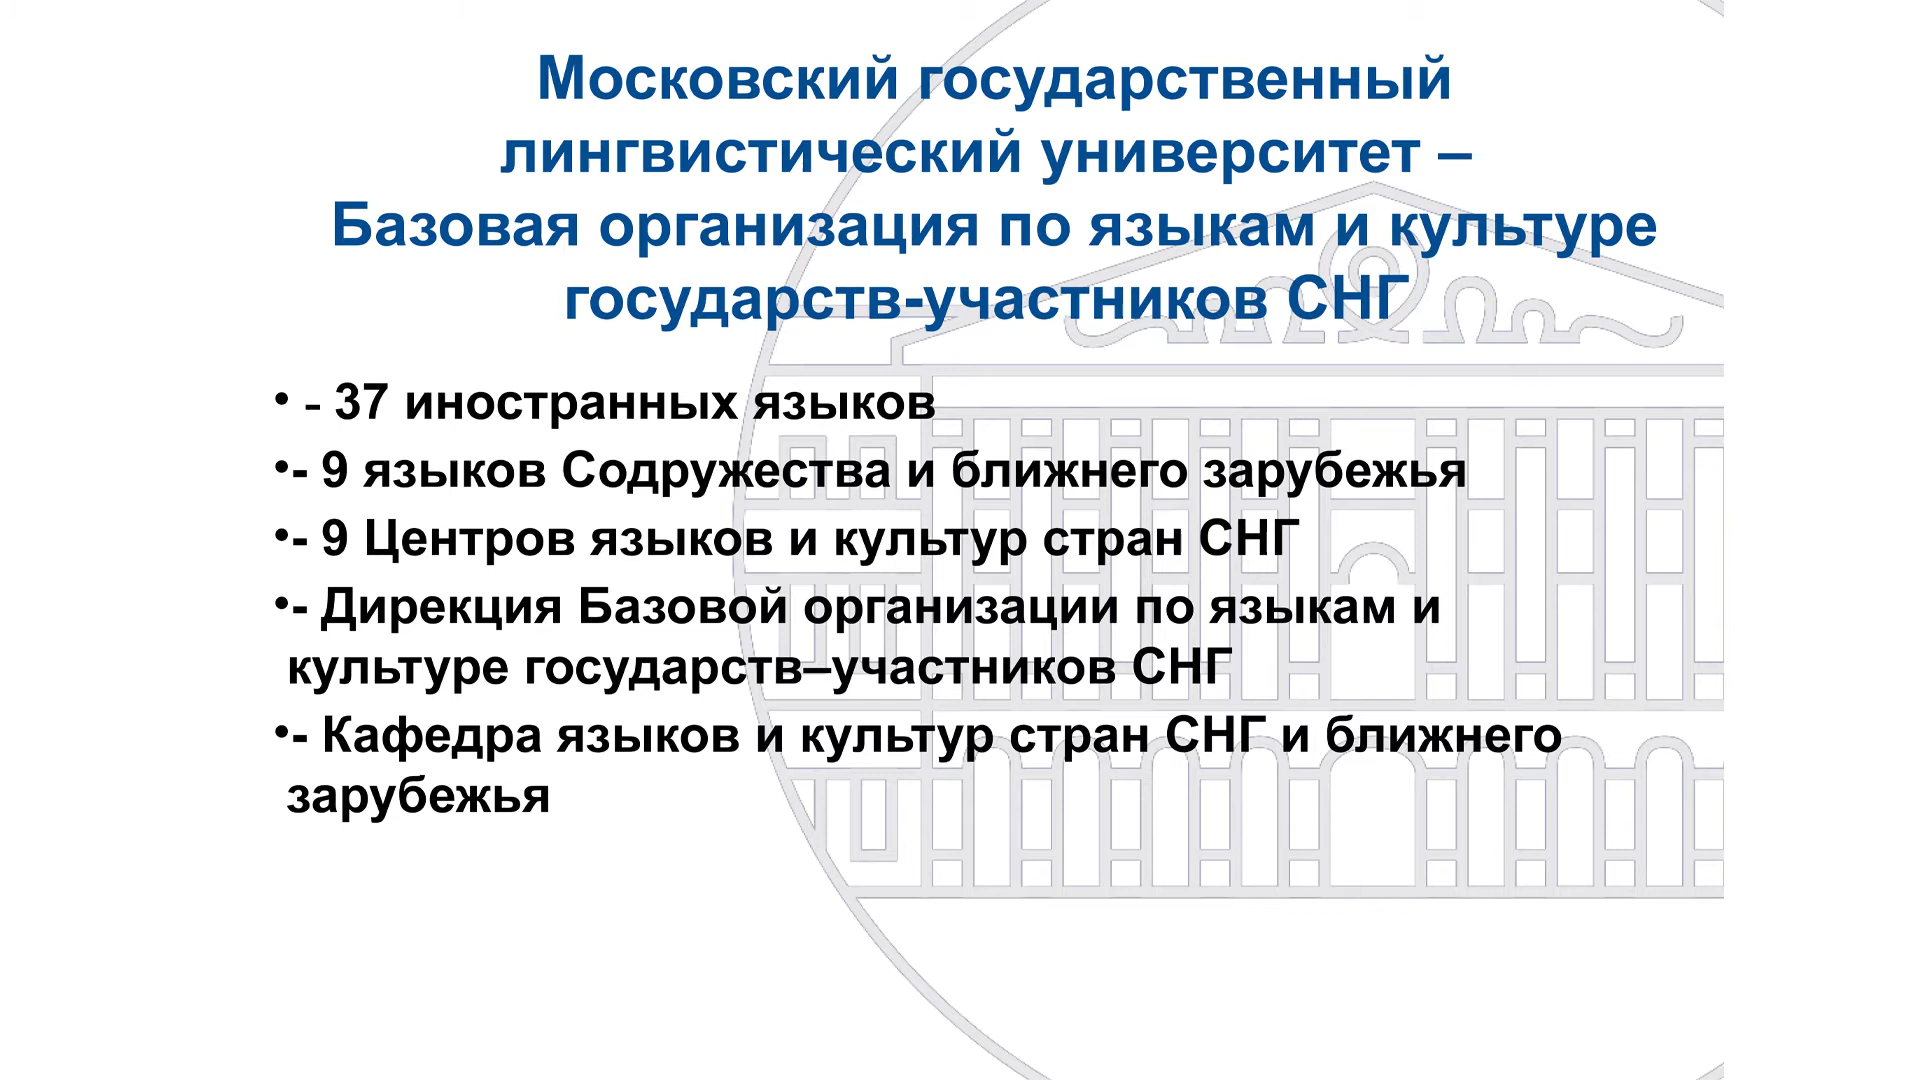 Московский государственный
лингвистический университет –
Базовая организация по языкам и культуре
государств-участников СНГ
• - 37 иностранных языков
•- 9 языков Содружества и ближнего зарубежья
•- 9 Центров языков и культур стран СНГ
•- Дирекция Базовой организации по языкам и
культуре государств–участников СНГ
•- Кафедра языков и культур стран СНГ и ближнего
зарубежья